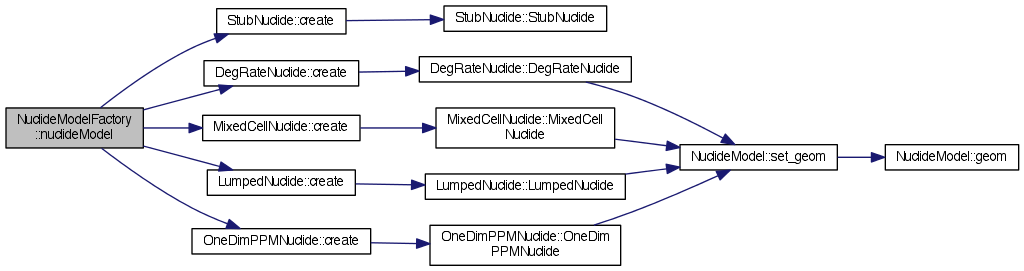 StubNuclide::create
StubNuclide::StubNuclide
DegRateNuclide::create
DegRateNuclide::DegRateNuclide
NuclideModelFactory
::nuclideModel
MixedCellNuclide::create
MixedCellNuclide::MixedCell
Nuclide
NuclideModel::set_geom
NuclideModel::geom
LumpedNuclide::create
LumpedNuclide::LumpedNuclide
OneDimPPMNuclide::create
OneDimPPMNuclide::OneDim
PPMNuclide